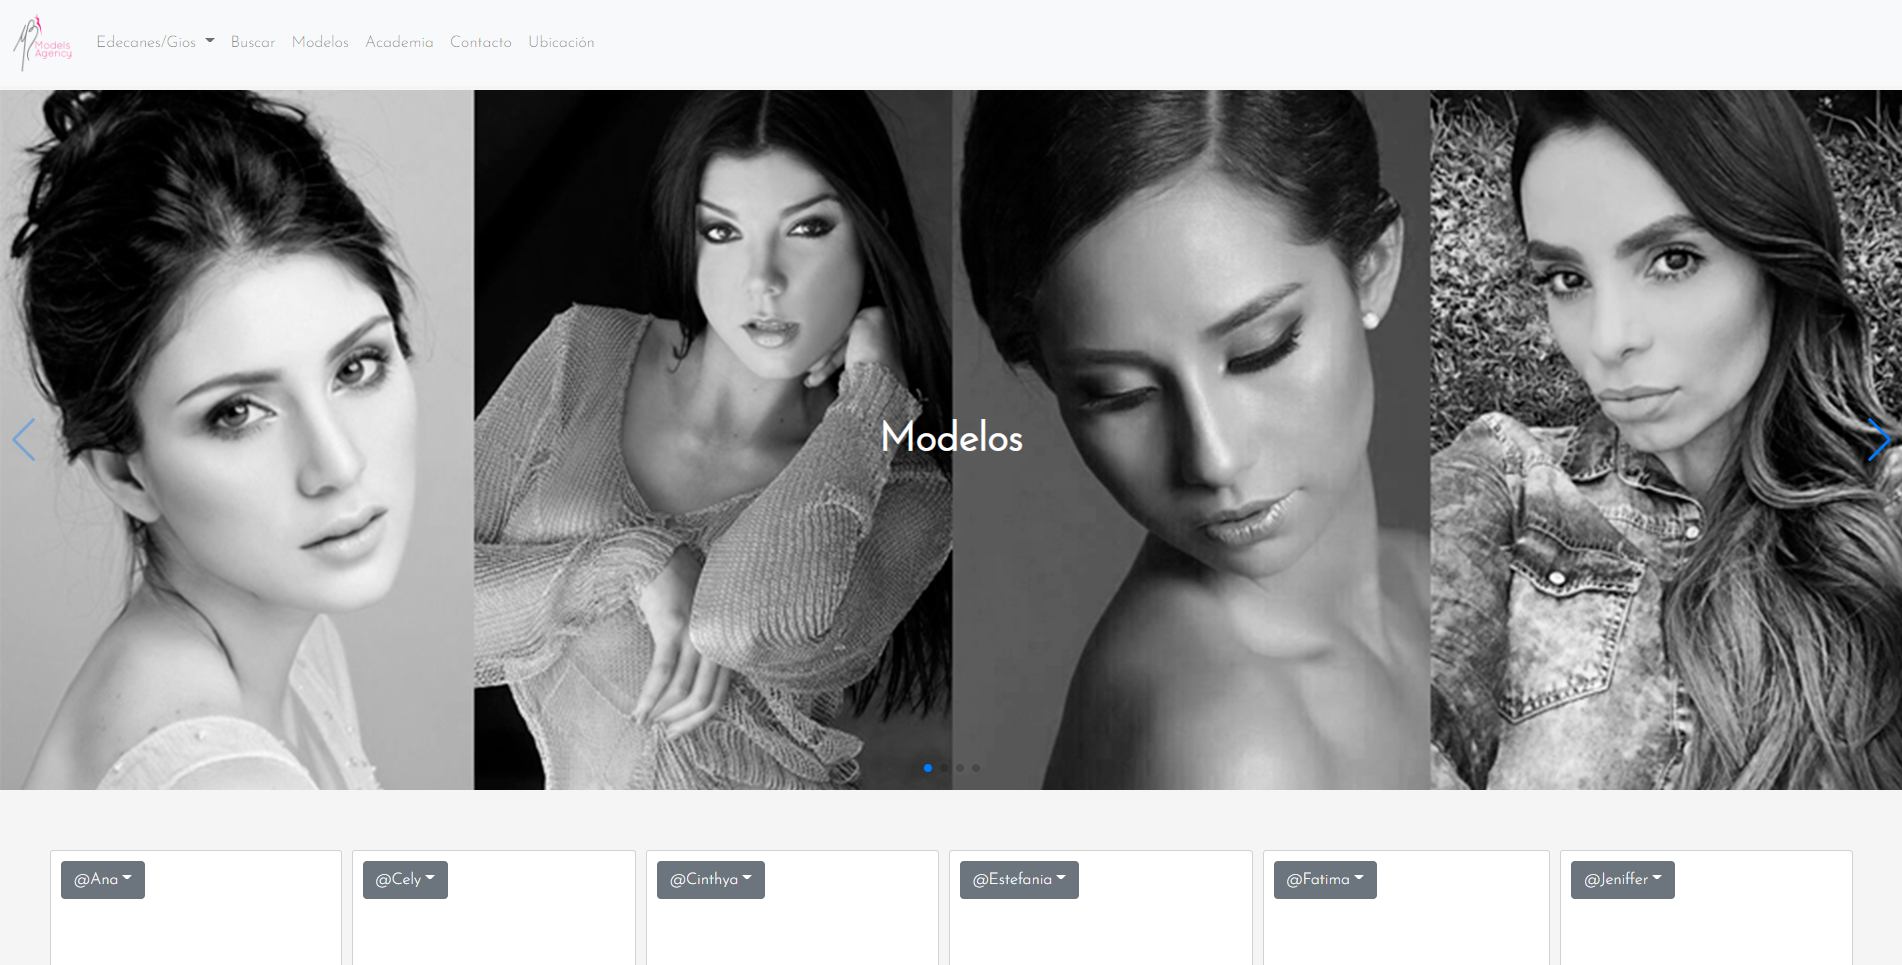 Models
Agency
Edecanes/Gios Buscar Modelos Academia Contacto Ubicación
Modelos
@Ana @Cely @Cinthya @Estefania @Fatima @Jeniffer